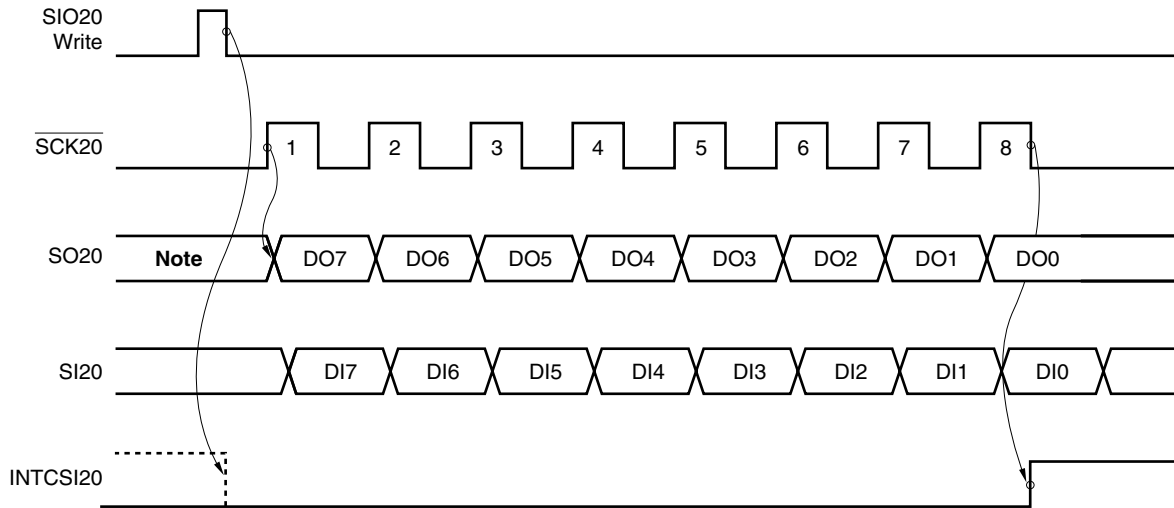 SIO20
Write
SCK20
1 2 3 4 5 6 7 8
SO20
Note DO7 DO6 DO5 DO4 DO3 DO2 DO1 DO0
SI20
DI7 DI6 DI5 DI4 DI3 DI2 DI1 DI0
INTCSI20